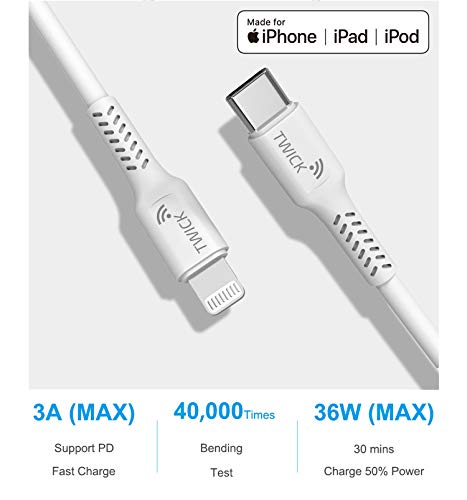 Made for
iPhone | iPad | iPod
TWICK
TWICK
3A (MAX)
Support PD
Fast Charge
40,000Times
Bending
Test
36W (MAX)
30 mins
Charge 50% Power